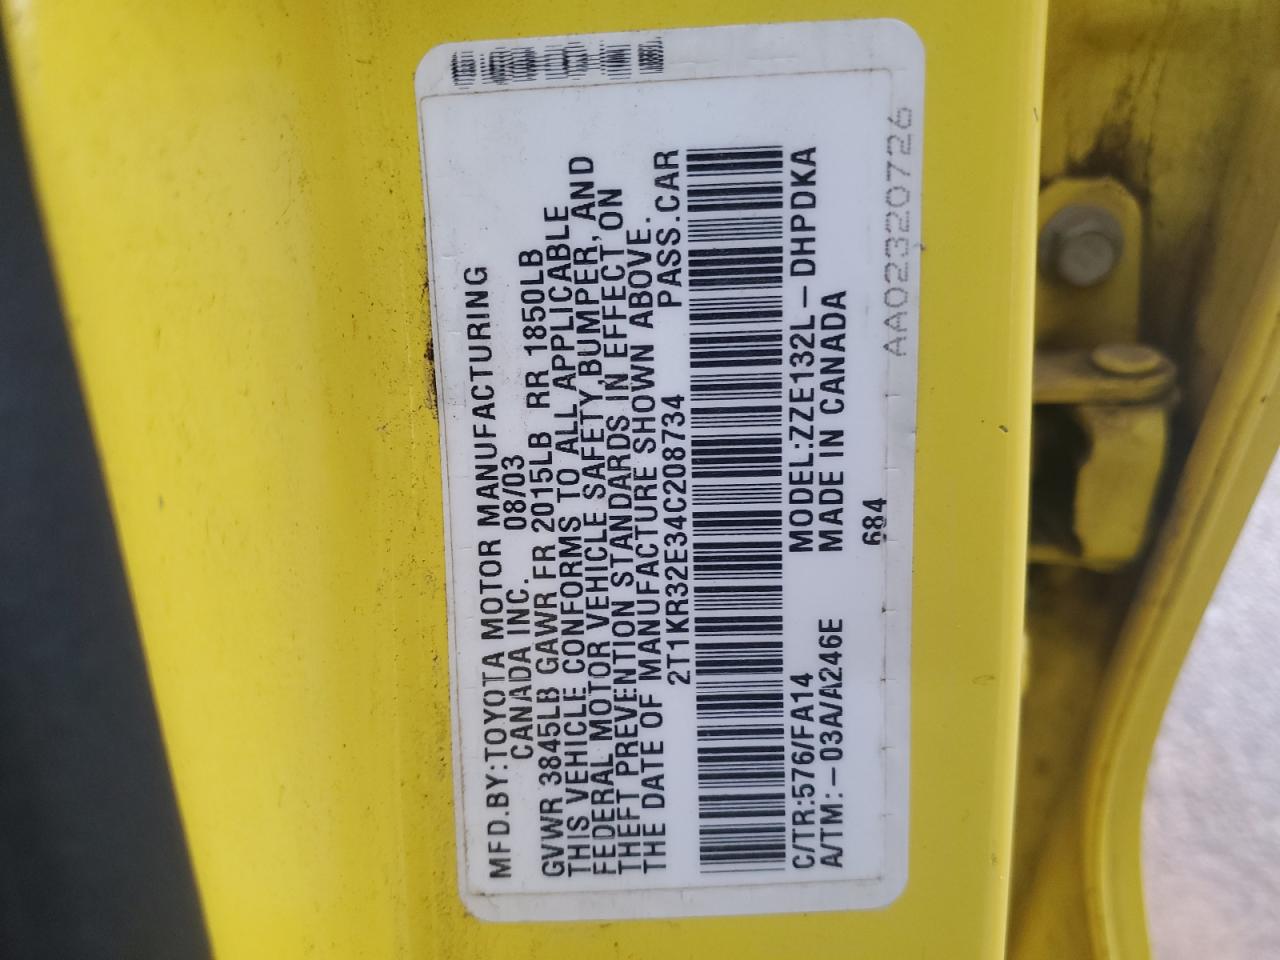 MFD.BY:TOYOTA MOTOR MANUFACTURING
CANADA INC. 08/03
GVWR 3845LB GAWR FR 2015LB RR 1850LB
THIS VEHICLE CONFORMS TO ALL APPLICABLE
FEDERAL MOTOR VEHICLE SAFETY, BUMPER, AND
THEFT PREVENTION STANDARDS IN EFFECT ON
THE DATE OF MANUFACTURE SHOWN ABOVE.
2T1KR32E34C208734 PASS.CAR
C/TR:576/FA14 MODEL:ZZE132L-DHPDKA
A/TM:-03A/A246E MADE IN CANADA
684
AA02320726